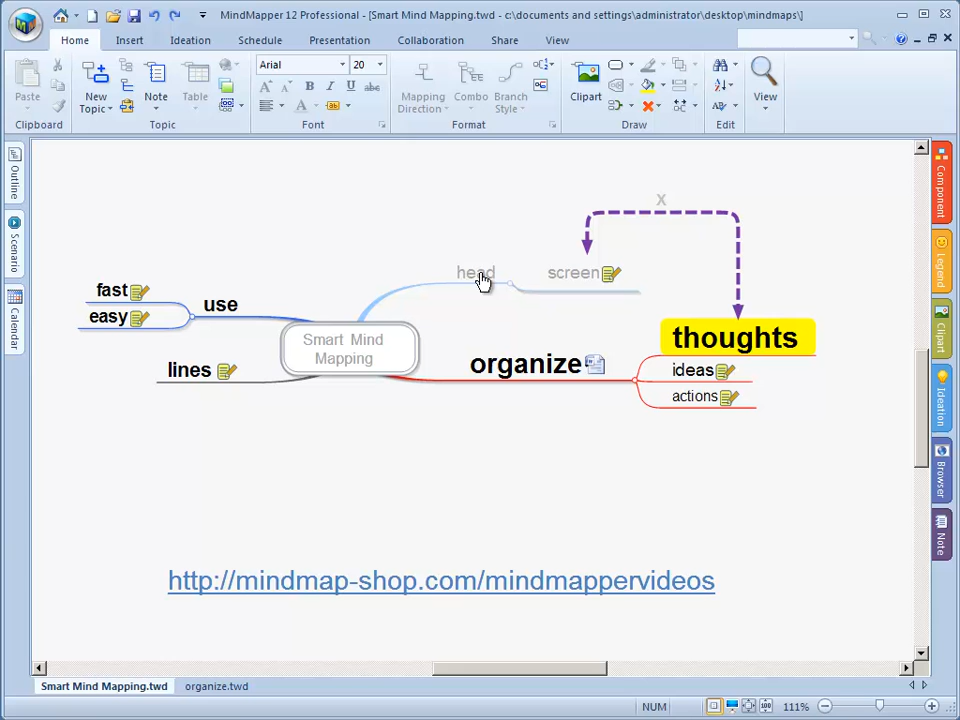 MindMapper 12 Professional - [Smart Mind Mapping.twd - c:\documents and settings\administrator\desktop\mindmaps\]
Home Insert Ideation Schedule Presentation Collaboration Share View
Paste
New Topic
Note
Table
Arial 20
B I U abc
A
ab
Mapping Direction
Combo
Branch Style
Clipart
View
Clipboard Topic Font Format Draw Edit
Outline
Scenario
Calendar
Component
Legend
Clipart
Ideation
Browser
Note
x
head
screen
fast
easy
use
Smart Mind
Mapping
thoughts
organize
lines
ideas
actions
http://mindmap-shop.com/mindmappervideos
Smart Mind Mapping.twd organize.twd
NUM 100 111%